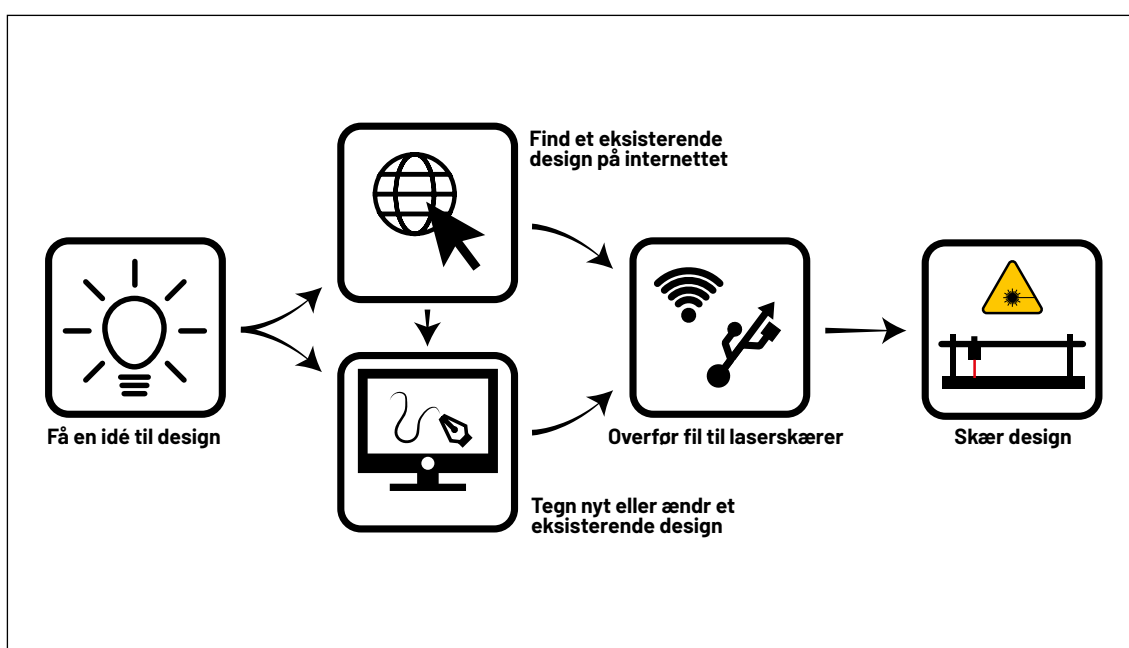 Find et eksisterende
design på internettet
Få en idé til design
Overfør fil til laserskærer
Skær design
Tegn nyt eller ændr et
eksisterende design